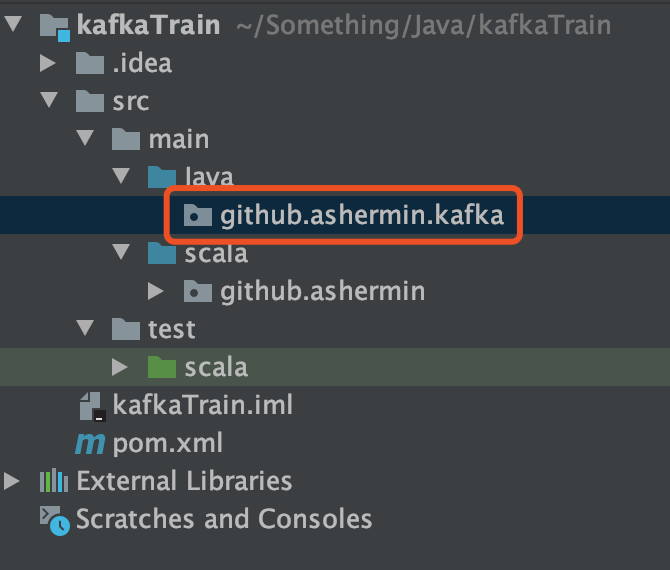 kafkaTrain ~/Something/Java/kafkaTrain
.idea
src
main
java
github.ashermin.kafka
scala
github.ashermin
test
scala
kafkaTrain.iml
pom.xml
External Libraries
Scratches and Consoles